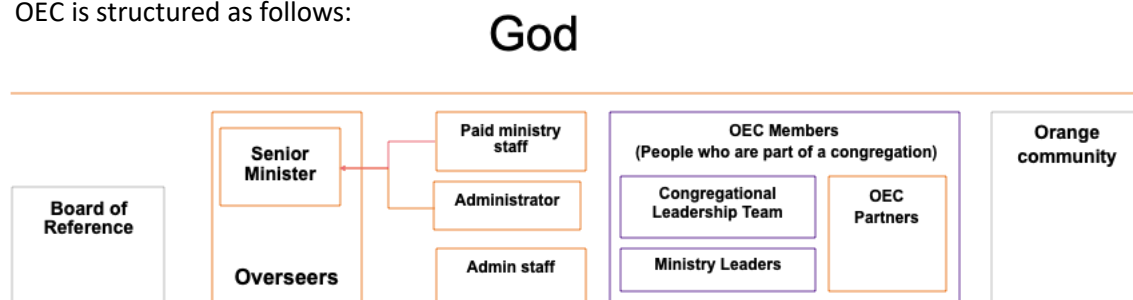 OEC is structured as follows:
God
Senior
Minister
Overseers
Board of
Reference
Paid ministry
staff
Administrator
Admin staff
OEC Members
(People who are part of a congregation)
Congregational
Leadership Team
Ministry Leaders
OEC
Partners
Orange
community